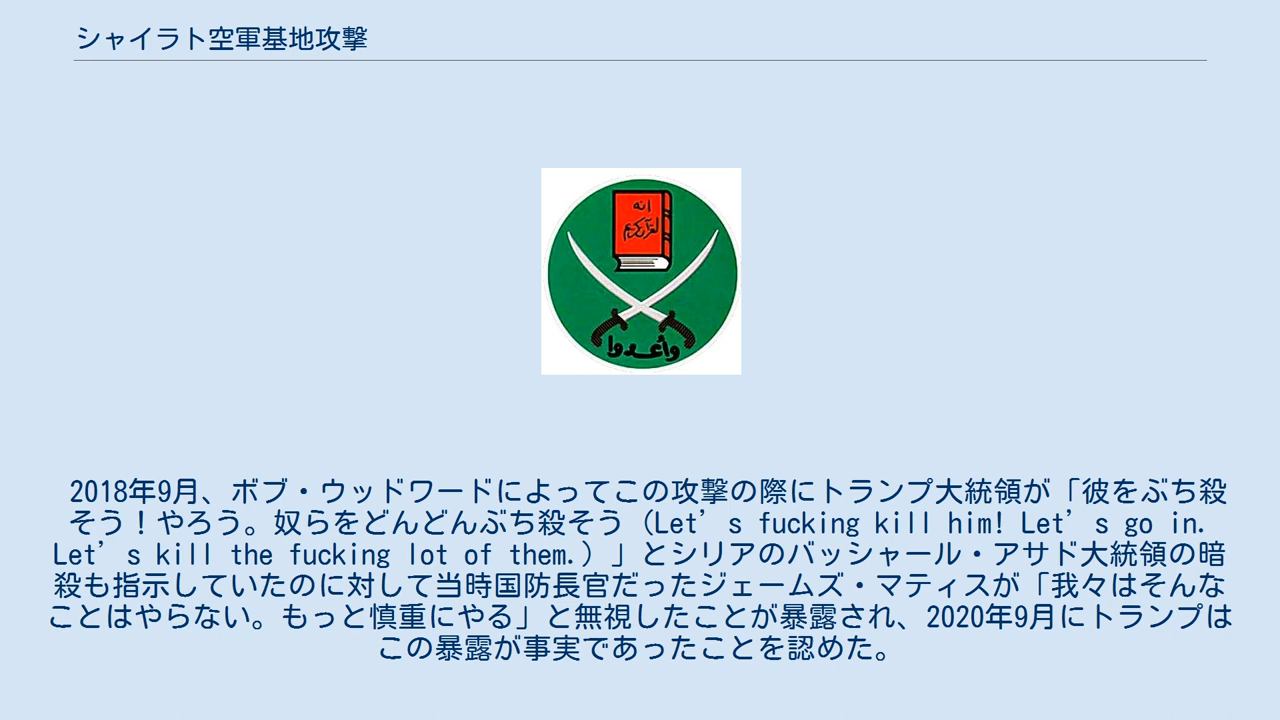 シャイラト空軍基地攻撃
انه
لقرآن كريم
وأعدوا
2018年9月、ボブ・ウッドワードによってこの攻撃の際にトランプ大統領が「彼をぶち殺
そう！やろう。奴らをどんどんぶち殺そう（Let’s fucking kill him! Let’s go in.
Let’s kill the fucking lot of them.）」とシリアのバッシャール・アサド大統領の暗
殺も指示していたのに対して当時国防長官だったジェームズ・マティスが「我々はそんな
ことはやらない。もっと慎重にやる」と無視したことが暴露され、2020年9月にトランプは
この暴露が事実であったことを認めた。